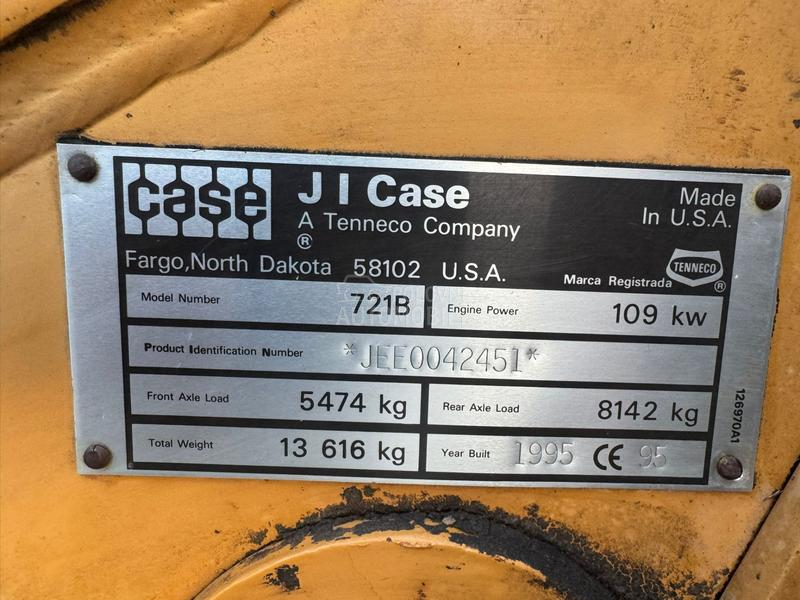 case
J I Case
A Tenneco Company
®
Made
In U.S.A.
Fargo, North Dakota 58102 U.S.A.
Marca Registrada
TENNECO ®
Model Number 721B
Engine Power 109 kw
Product Identification Number *JEE0042451*
Front Axle Load 5474 kg
Rear Axle Load 8142 kg
Total Weight 13 616 kg
Year Built 1995 CE 95
126970A1